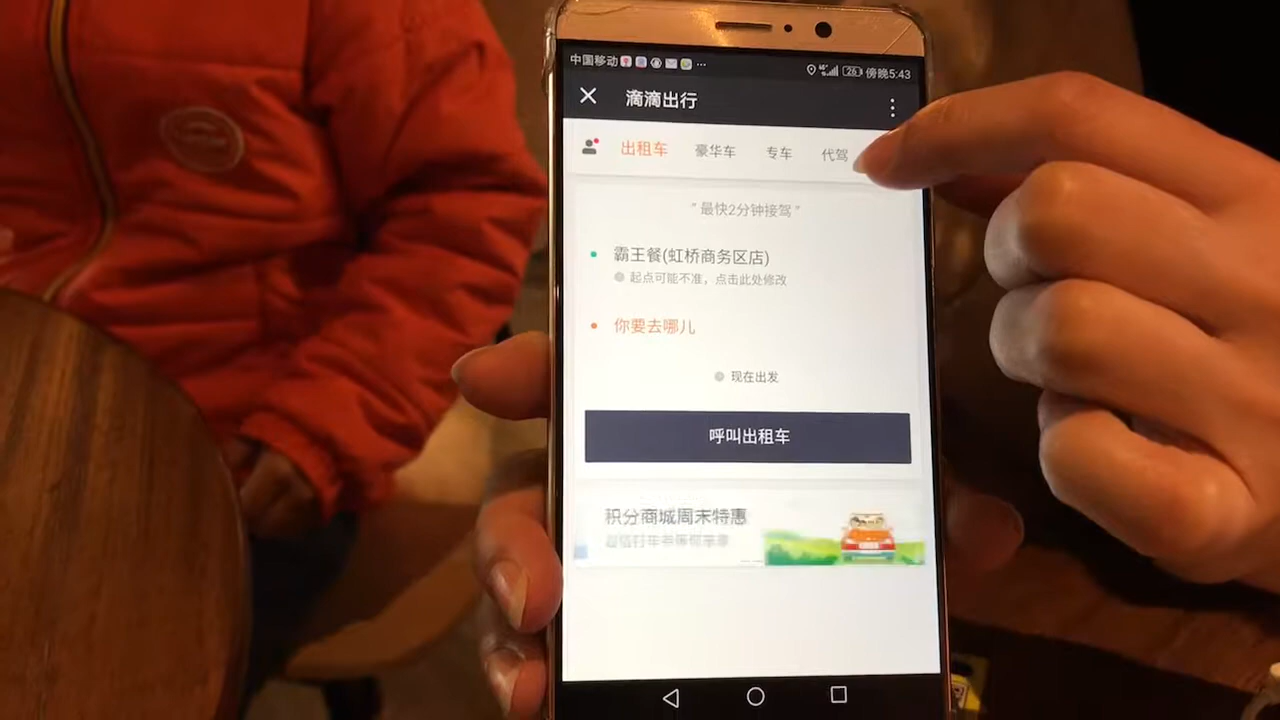 中国移动 26 傍晚5:43
滴滴出行
出租车 豪华车 专车 代驾
"最快2分钟接驾"
霸王餐(虹桥商务区店)
起点可能不准，点击此处修改
你要去哪儿
现在出发
呼叫出租车
积分商城周末特惠